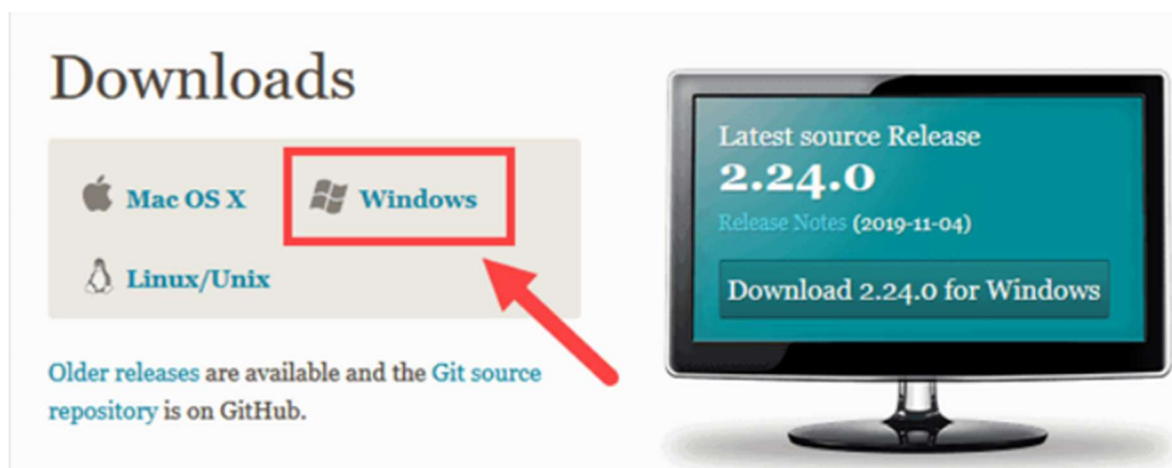 Downloads
Mac OS X
Windows
Linux/Unix
Older releases are available and the Git source
repository is on GitHub.
Latest source Release
2.24.0
Release Notes (2019-11-04)
Download 2.24.0 for Windows